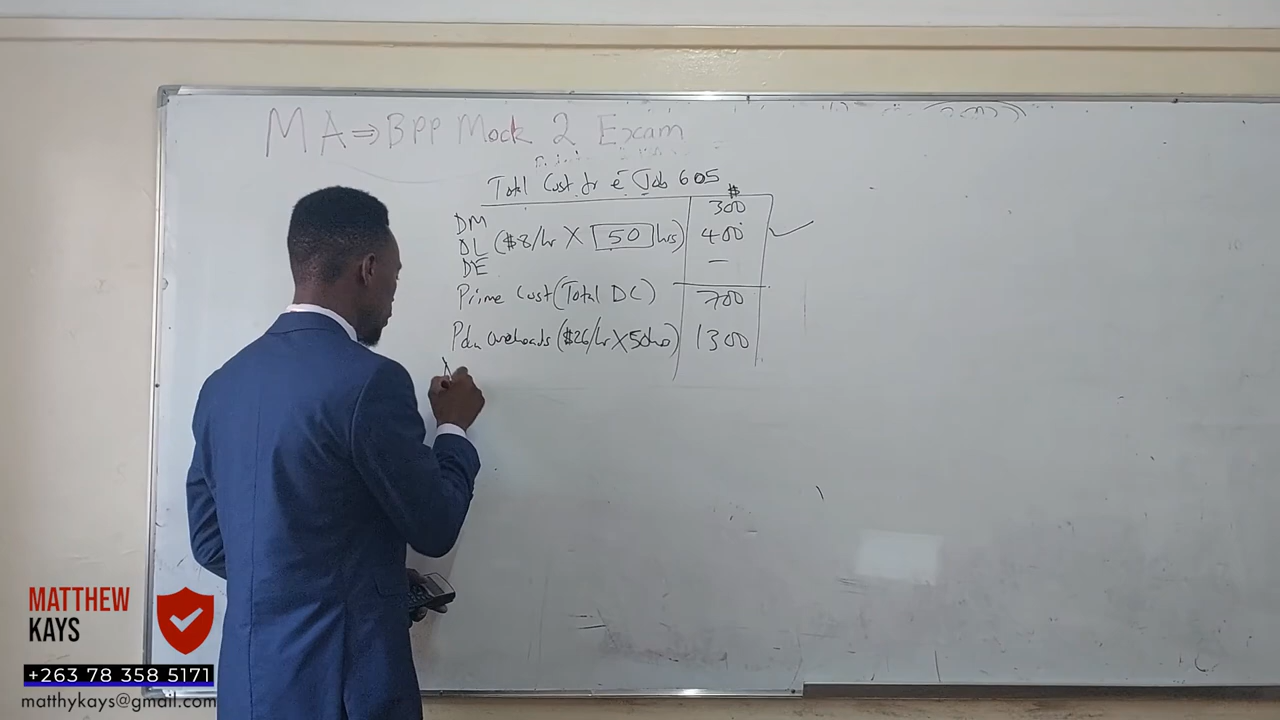 MA⇒BPP Mock 2 Exam
Total Cost fr ē Job 605
$
DM 300
DL ($8/hr X 50 hrs) 400
DE –
Prime Cost (Total DC) 700
Pdn Overheads ($26/hr X 50hrs) 1300
MATTHEW
KAYS
+263 78 358 5171
matthykays@gmail.com